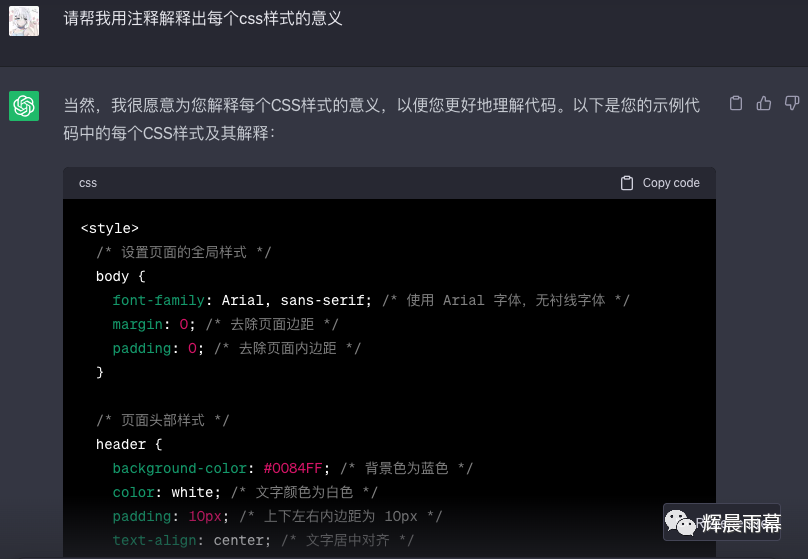 请帮我用注释解释出每个css样式的意义
当然，我很愿意为您解释每个CSS样式的意义，以便您更好地理解代码。以下是您的示例代
码中的每个CSS样式及其解释：
css Copy code
<style>
/* 设置页面的全局样式 */
body {
font-family: Arial, sans-serif; /* 使用 Arial 字体，无衬线字体 */
margin: 0; /* 去除页面边距 */
padding: 0; /* 去除页面内边距 */
}
/* 页面头部样式 */
header {
background-color: #0084FF; /* 背景色为蓝色 */
color: white; /* 文字颜色为白色 */
padding: 10px; /* 上下左右内边距为 10px */
text-align: center; /* 文字居中对齐 */
辉晨雨幕